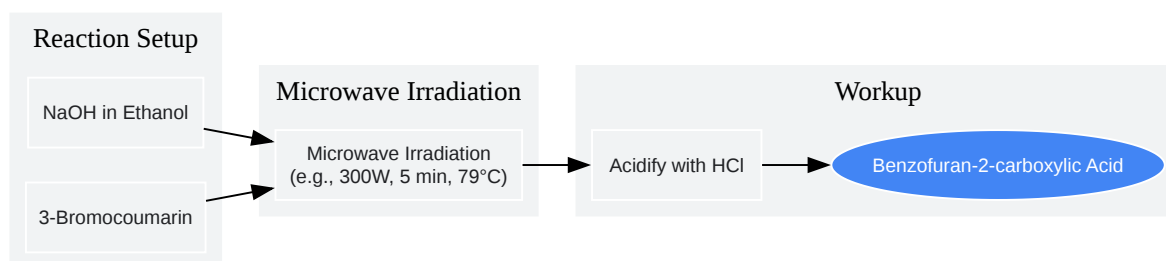 Reaction Setup
NaOH in Ethanol
3-Bromocoumarin
Microwave Irradiation
Microwave Irradiation
(e.g., 300W, 5 min, 79°C)
Workup
Acidify with HCl
Benzofuran-2-carboxylic Acid